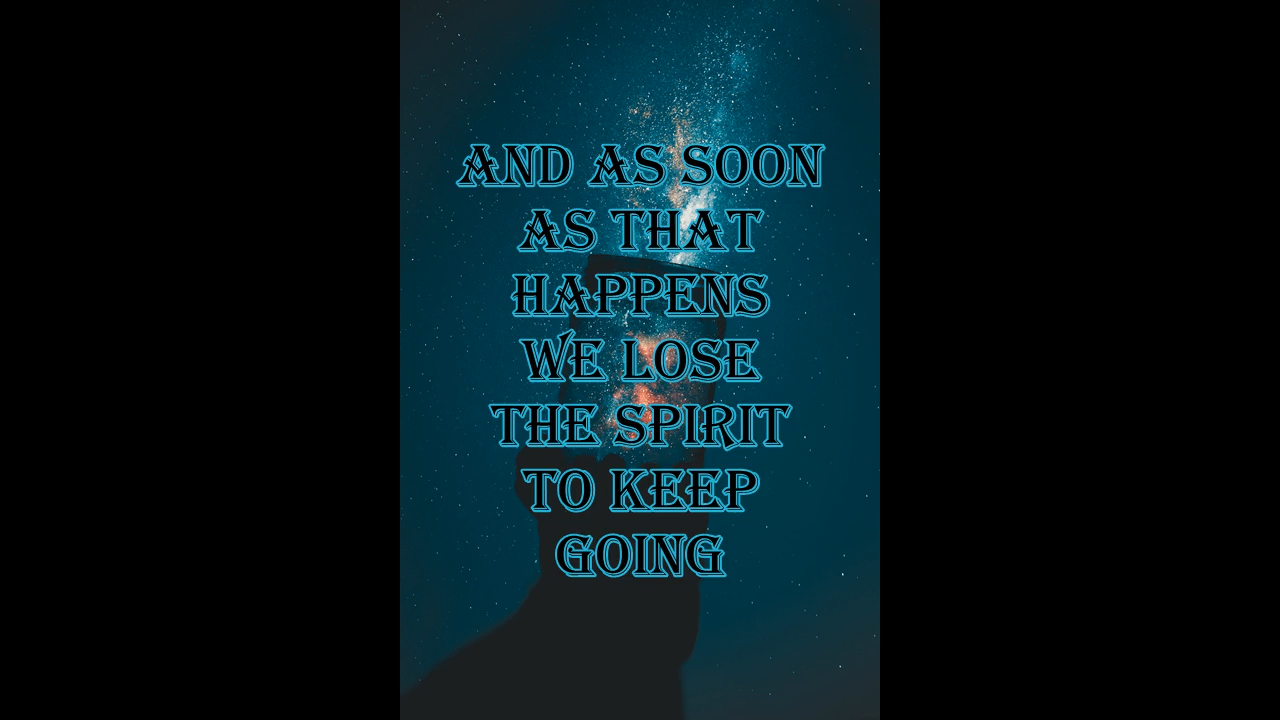 AND AS SOON
AS THAT
HAPPENS
WE LOSE
THE SPIRIT
TO KEEP
GOING